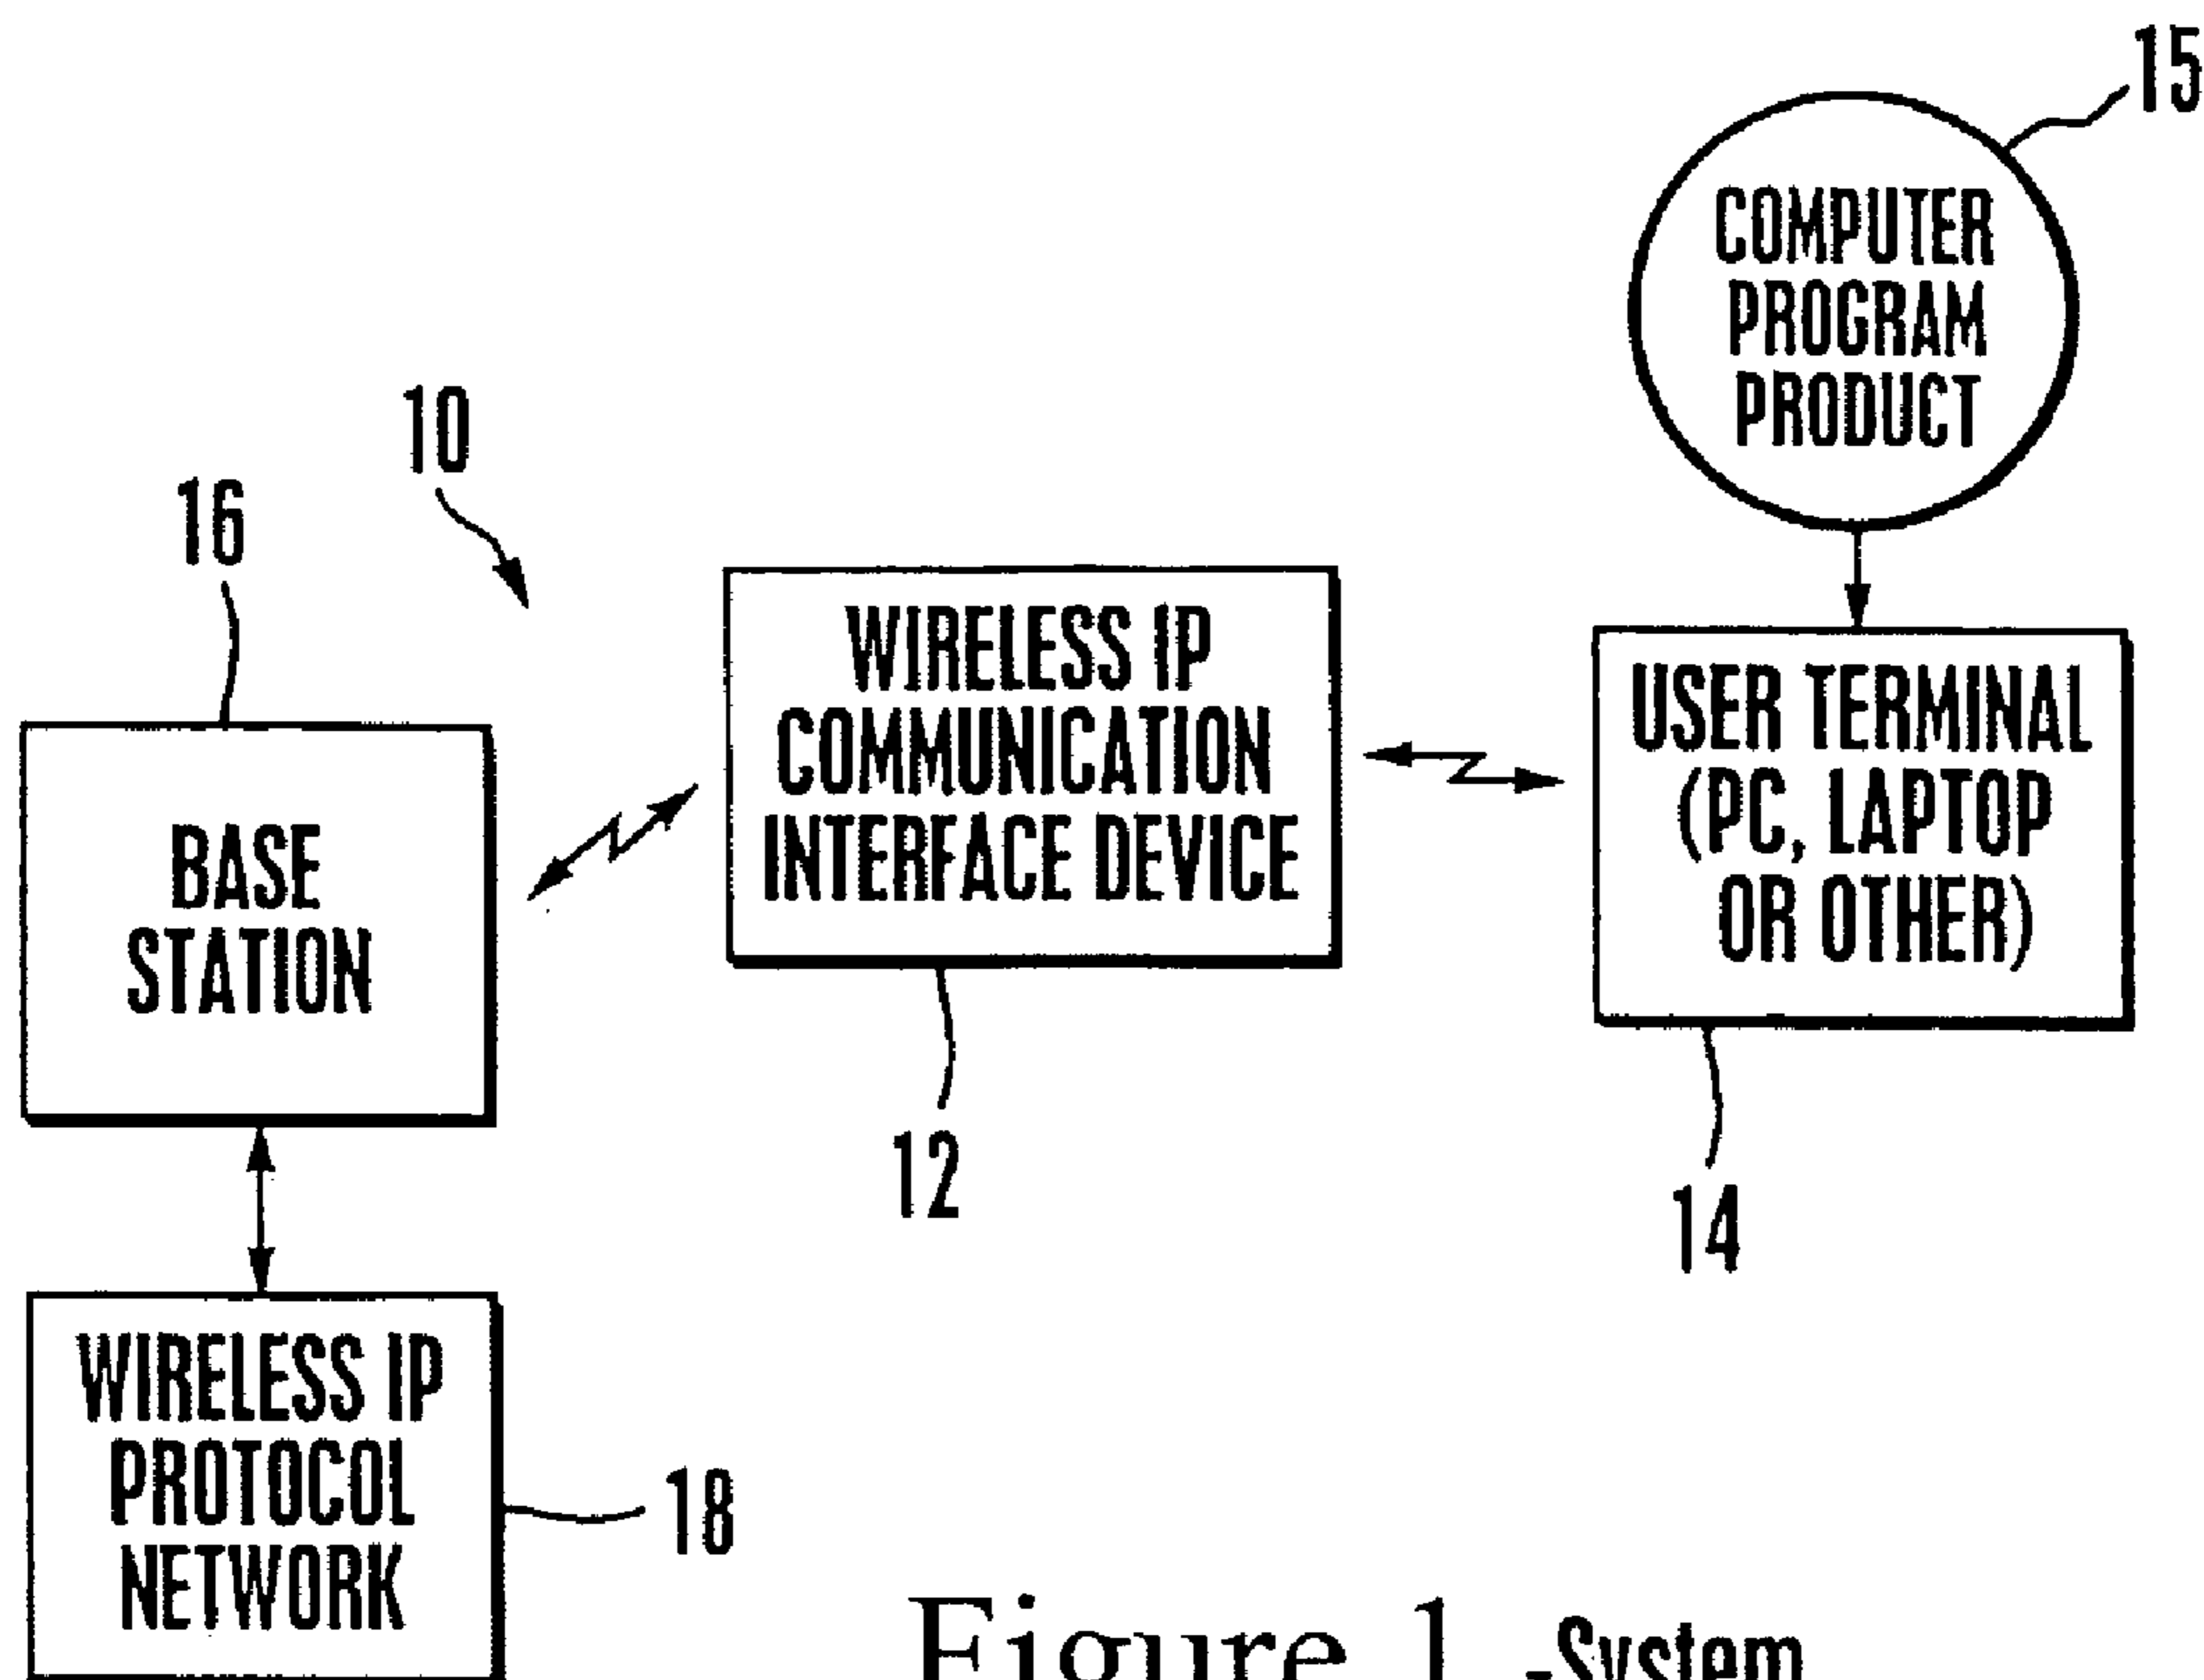 15
COMPUTER
PROGRAM
PRODUCT
10
16
WIRELESS IP
COMMUNICATION
INTERFACE DEVICE
USER TERMINAL
(PC, LAPTOP
OR OTHER)
BASE
STATION
12
14
WIRELESS IP
PROTOCOL
NETWORK
18
Figure 1 -System